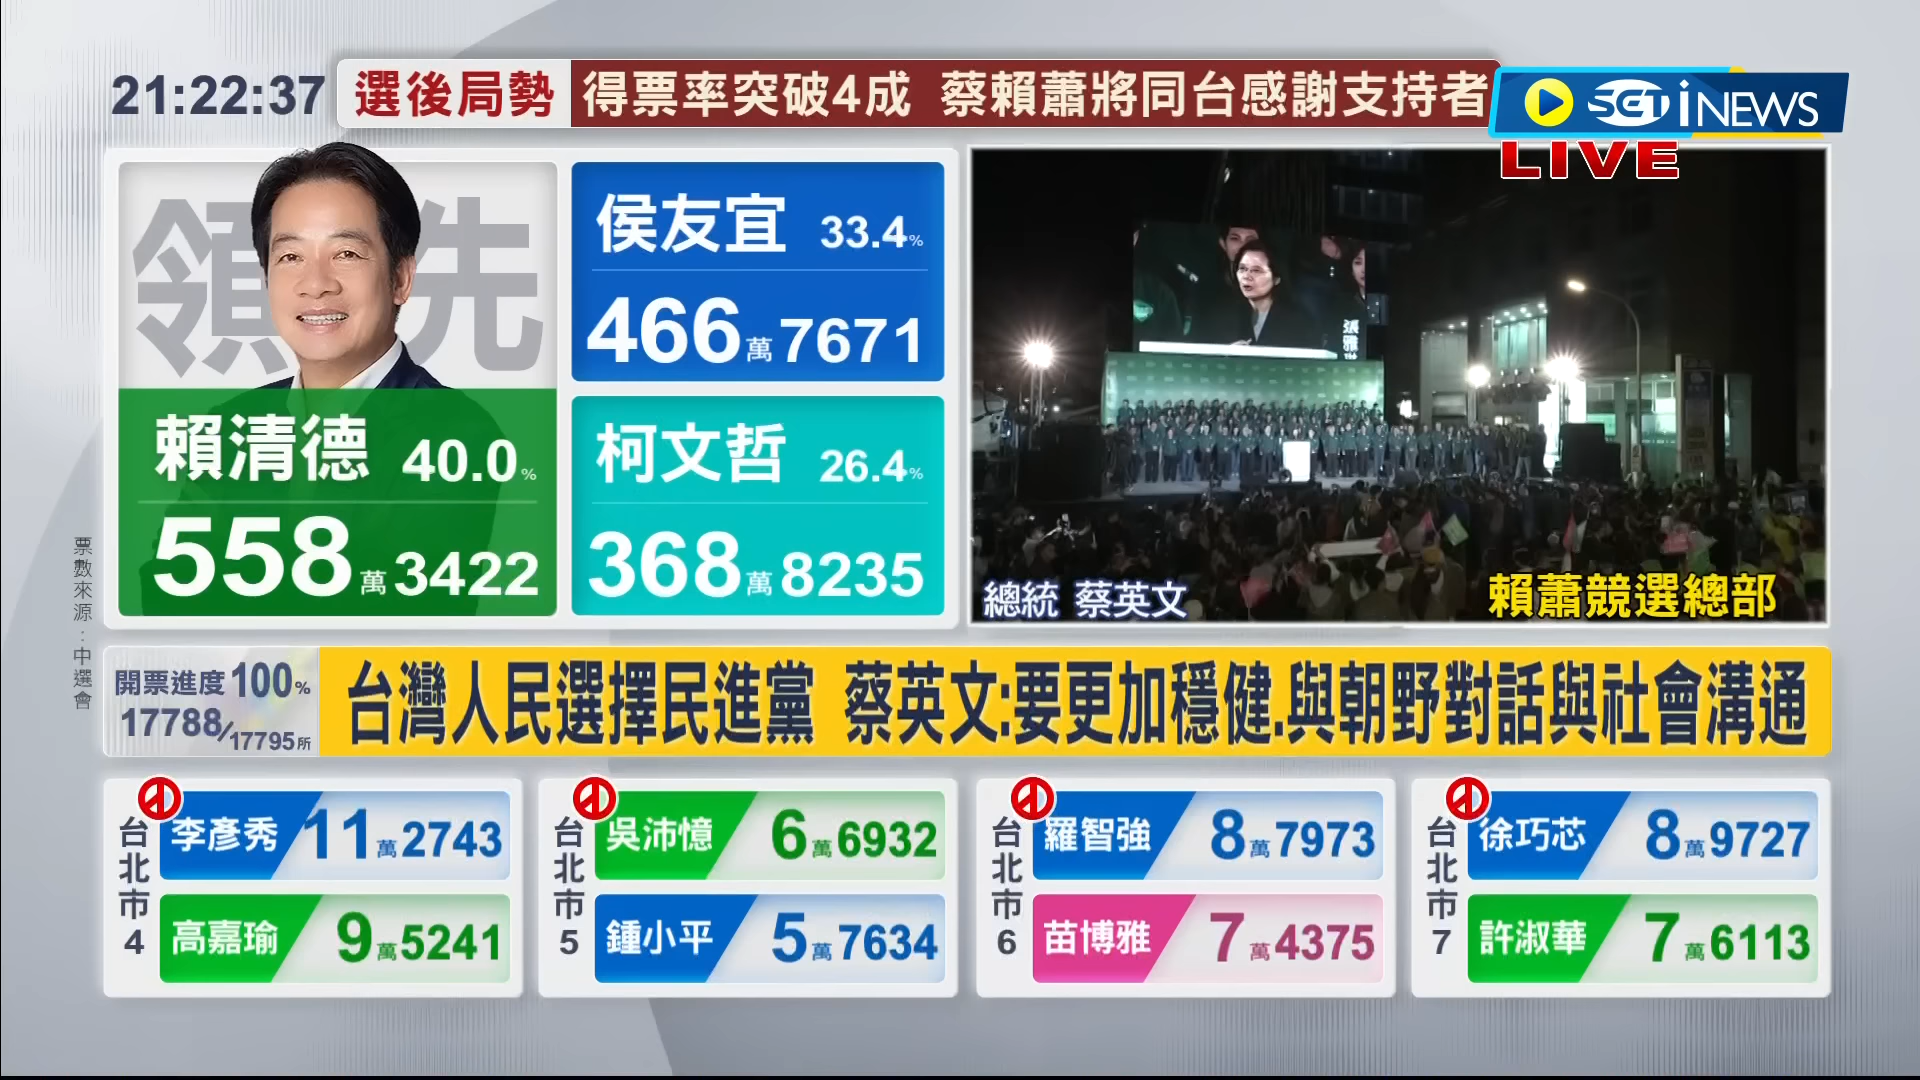 21:22:37
選後局勢
得票率突破4成 蔡賴蕭將同台感謝支持者
SET iNEWS
LIVE
領先
賴清德 40.0%
558萬3422
侯友宜 33.4%
466萬7671
柯文哲 26.4%
368萬8235
票數來源:中選會
總統 蔡英文
賴蕭競選總部
開票進度 100%
17788/17795所
台灣人民選擇民進黨 蔡英文:要更加穩健.與朝野對話與社會溝通
台北市4
李彥秀 11萬2743
高嘉瑜 9萬5241
台北市5
吳沛憶 6萬6932
鍾小平 5萬7634
台北市6
羅智強 8萬7973
苗博雅 7萬4375
台北市7
徐巧芯 8萬9727
許淑華 7萬6113